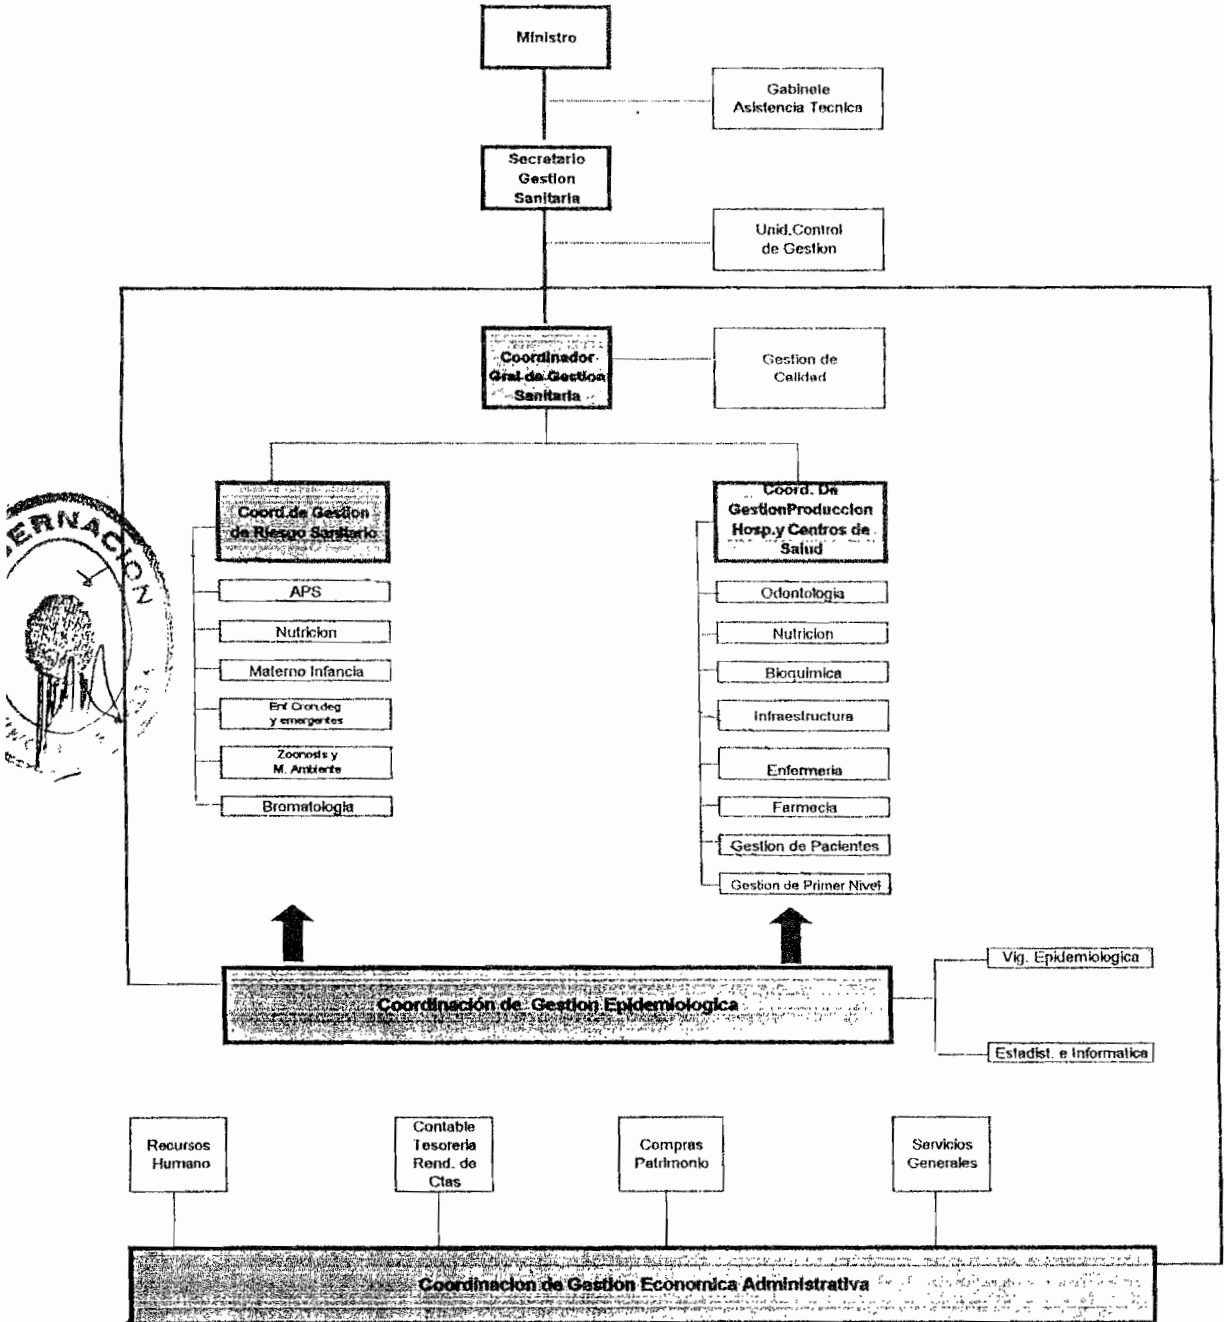 Ministro
Gabinete
Asistencia Tecnica
Secretario
Gestion
Sanitaria
Unid.Control
de Gestion
Coordinador
Gral de Gestion
Sanitaria
Gestion de
Calidad
Coord.de Gestion
de Riesgo Sanitario
Coord. De
GestionProduccion
Hosp.y Centros de
Salud
ERNACION
APS
Nutricion
Materno Infancia
Enf Cron.deg
y emergentes
Zoonosis y
M. Ambiente
Bromatologia
Odontologia
Nutricion
Bioquimica
Infraestructura
Enfermeria
Farmacia
Gestion de Pacientes
Gestion de Primer Nivel
Coordinación de Gestion Epidemiologica
Vig. Epidemiologica
Estadist. e Informatica
Recursos
Humano
Contable
Tesoreria
Rend. de
Ctas
Compras
Patrimonio
Servicios
Generales
Coordinacion de Gestion Economica Administrativa